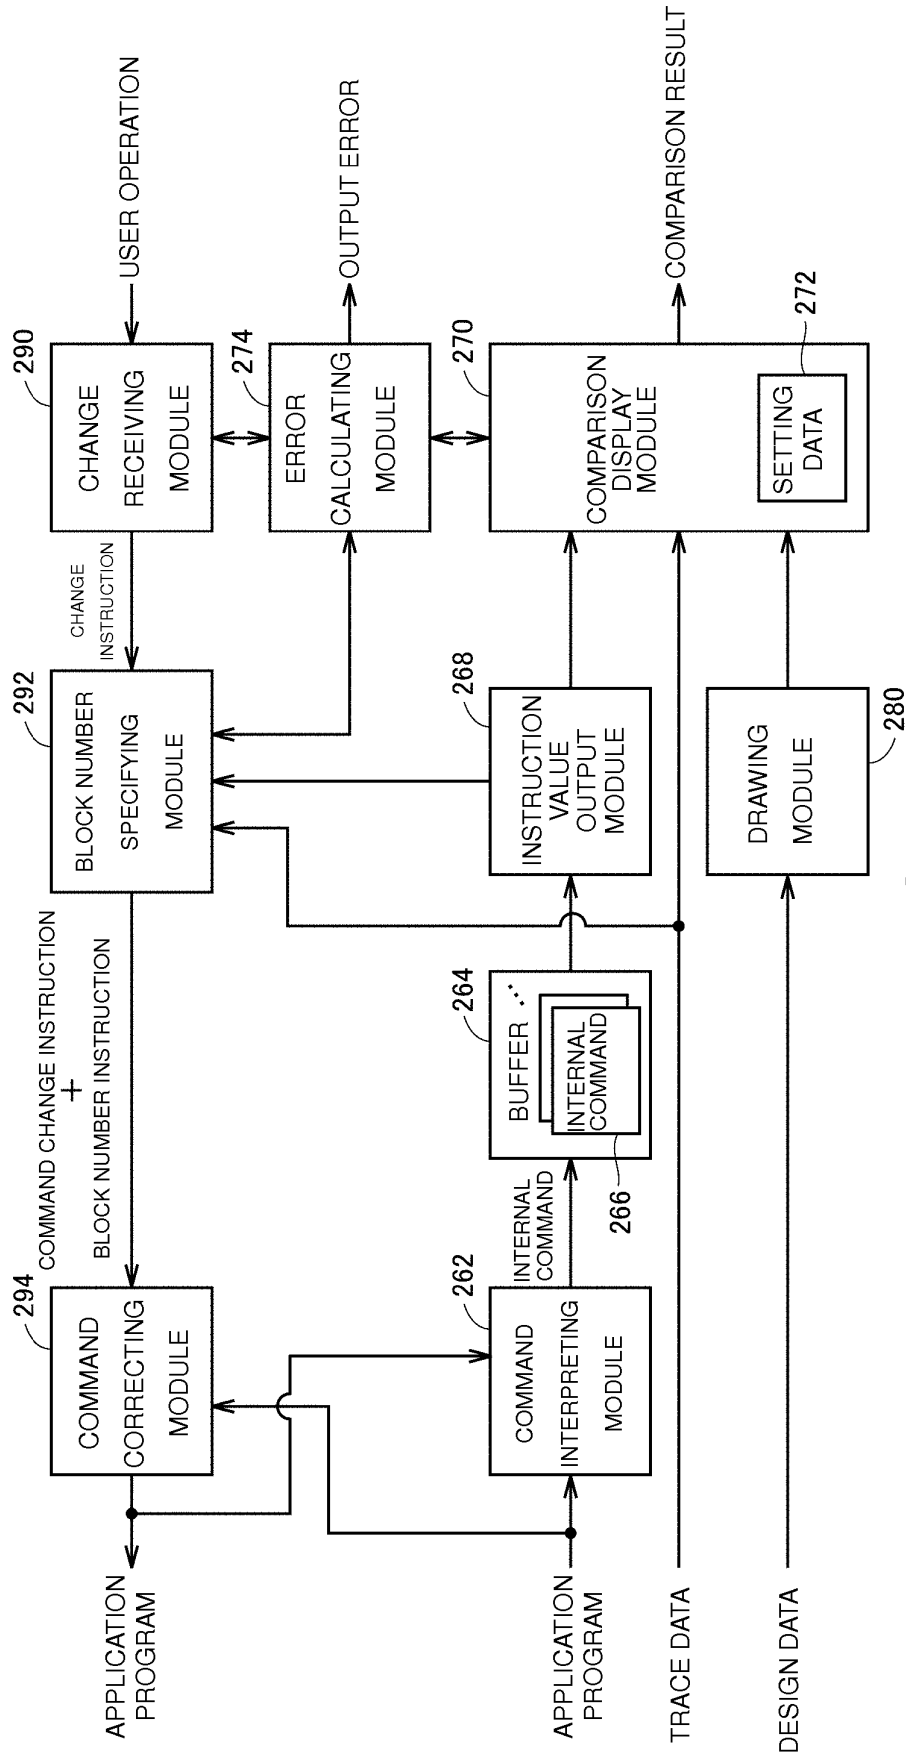 APPLICATION
PROGRAM
294
COMMAND
CORRECTING
MODULE
COMMAND CHANGE INSTRUCTION
+
BLOCK NUMBER INSTRUCTION
292
BLOCK NUMBER
SPECIFYING
MODULE
CHANGE
INSTRUCTION
290
CHANGE
RECEIVING
MODULE
USER OPERATION
274
ERROR
CALCULATING
MODULE
OUTPUT ERROR
APPLICATION
PROGRAM
262
COMMAND
INTERPRETING
MODULE
INTERNAL
COMMAND
264
BUFFER ...
INTERNAL
COMMAND
266
268
INSTRUCTION
VALUE
OUTPUT
MODULE
270
COMPARISON
DISPLAY
MODULE
SETTING
DATA
272
COMPARISON RESULT
TRACE DATA
DESIGN DATA
DRAWING
MODULE
280